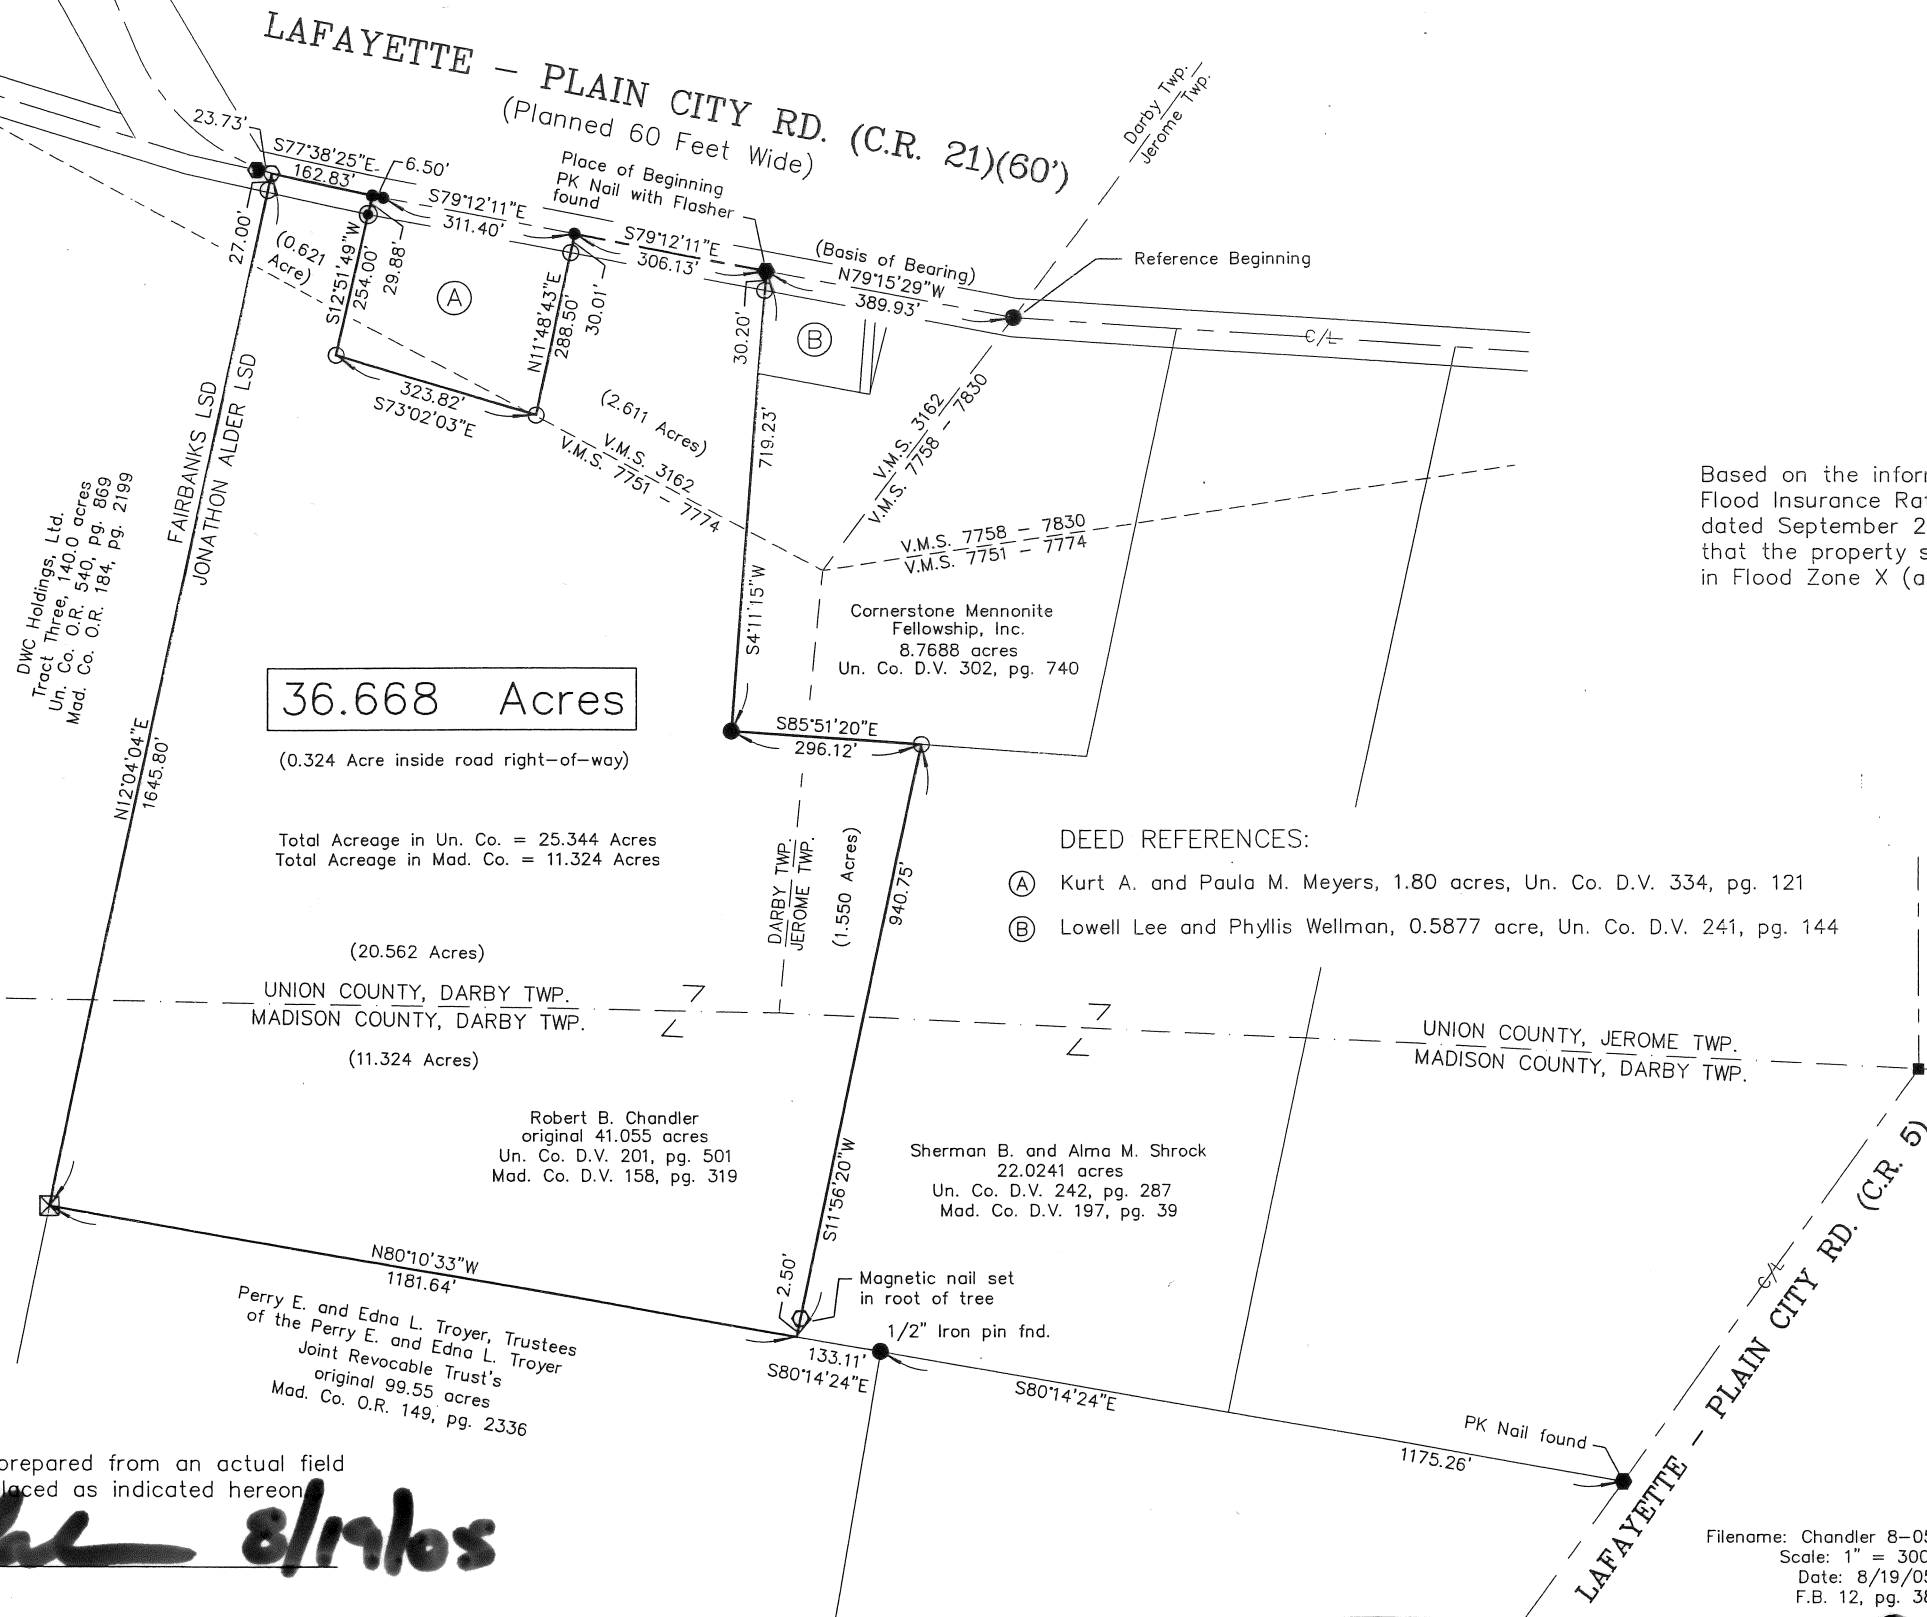 LAFAYETTE - PLAIN CITY RD. (C.R. 21)(60')
(Planned 60 Feet Wide)
Darby Twp.
Jerome Twp.
23.73'
S77°38'25"E
162.83'
6.50'
Place of Beginning
PK Nail with Flasher
found
S79°12'11"E
311.40'
S79°12'11"E
306.13'
(Basis of Bearing)
N79°15'29"W
389.93'
Reference Beginning
C/L
27.00'
(0.621
Acre)
S12°51'49"W
254.00'
29.88'
A
N11°48'43"E
288.50'
30.01'
30.20'
B
323.82'
S73°02'03"E
(2.611 Acres)
V.M.S. 3162
V.M.S. 7751 - 7774
719.23'
S4°11'15"W
V.M.S. 3162
V.M.S. 7758 - 7830
V.M.S. 7758 - 7830
V.M.S. 7751 - 7774
FAIRBANKS LSD
JONATHON ALDER LSD
DWC Holdings, Ltd.
Tract Three, 140.0 acres
Un. Co. O.R. 540, pg. 869
Mad. Co. O.R. 184, pg. 2199
Based on the infor
Flood Insurance Ra
dated September 2
that the property s
in Flood Zone X (a
Cornerstone Mennonite
Fellowship, Inc.
8.7688 acres
Un. Co. D.V. 302, pg. 740
36.668 Acres
(0.324 Acre inside road right-of-way)
S85°51'20"E
296.12'
N12°04'04"E
1645.80'
Total Acreage in Un. Co. = 25.344 Acres
Total Acreage in Mad. Co. = 11.324 Acres
DARBY TWP.
JEROME TWP.
(1.550 Acres)
940.75'
DEED REFERENCES:
A Kurt A. and Paula M. Meyers, 1.80 acres, Un. Co. D.V. 334, pg. 121
B Lowell Lee and Phyllis Wellman, 0.5877 acre, Un. Co. D.V. 241, pg. 144
(20.562 Acres)
UNION COUNTY, DARBY TWP.
MADISON COUNTY, DARBY TWP.
(11.324 Acres)
UNION COUNTY, JEROME TWP.
MADISON COUNTY, DARBY TWP.
Robert B. Chandler
original 41.055 acres
Un. Co. D.V. 201, pg. 501
Mad. Co. D.V. 158, pg. 319
S11°56'20"W
Sherman B. and Alma M. Shrock
22.0241 acres
Un. Co. D.V. 242, pg. 287
Mad. Co. D.V. 197, pg. 39
LAFAYETTE - PLAIN CITY RD. (C.R. 5)
C/L
N80°10'33"W
1181.64'
2.50'
Magnetic nail set
in root of tree
1/2" Iron pin fnd.
133.11'
S80°14'24"E
S80°14'24"E
1175.26'
PK Nail found
Perry E. and Edna L. Troyer, Trustees
of the Perry E. and Edna L. Troyer
Joint Revocable Trust's
original 99.55 acres
Mad. Co. O.R. 149, pg. 2336
prepared from an actual field
laced as indicated hereon
8/19/05
Filename: Chandler 8-05
Scale: 1" = 300
Date: 8/19/05
F.B. 12, pg. 38